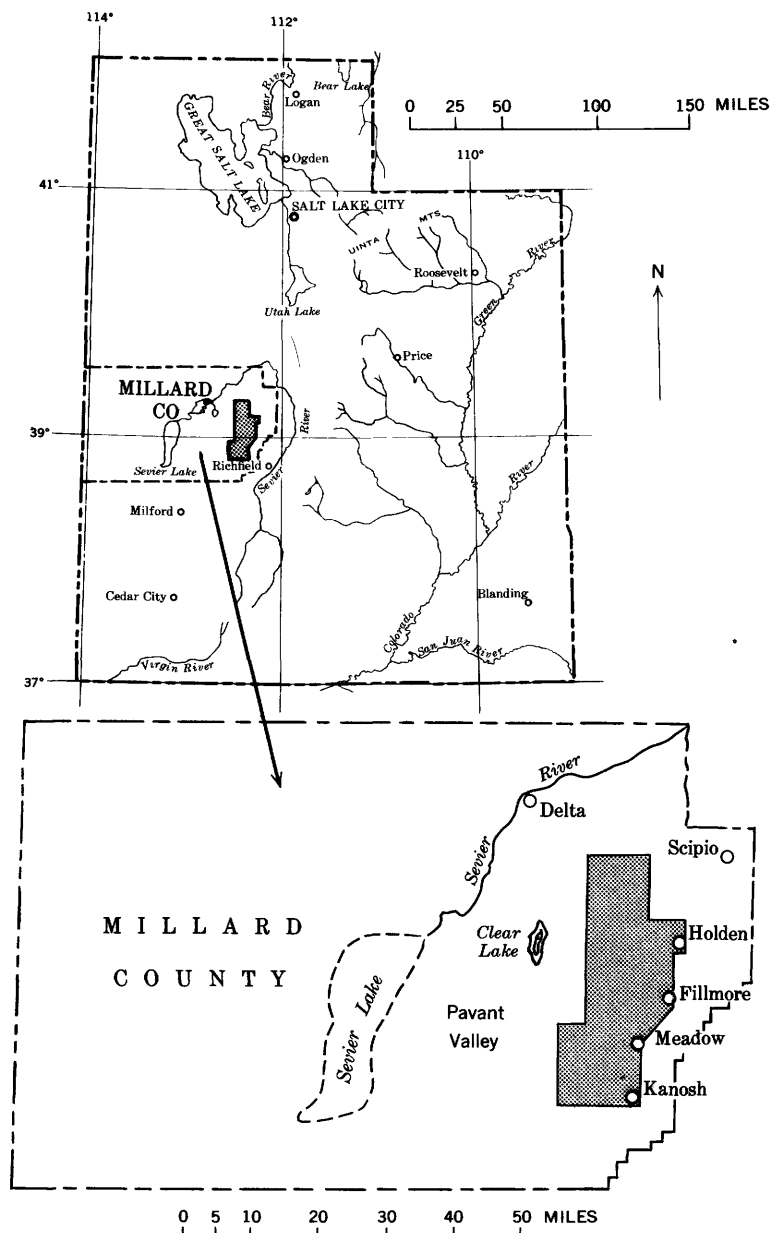 114°
112°
Bear River
Bear Lake
Logan
0 25 50 100 150 MILES
GREAT SALT LAKE
Ogden
110°
41°
SALT LAKE CITY
UINTA MTS
River
Roosevelt
N
Utah Lake
Green
Price
MILLARD
CO
River
39°
Richfield
Sevier Lake
Sevier
River
Milford
Cedar City
Blanding
Colorado
San Juan River
Virgin River
37°
River
Delta
Sevier
Scipio
MILLARD
Clear
Lake
Holden
COUNTY
Sevier Lake
Fillmore
Pavant
Valley
Meadow
Kanosh
0 5 10 20 30 40 50 MILES